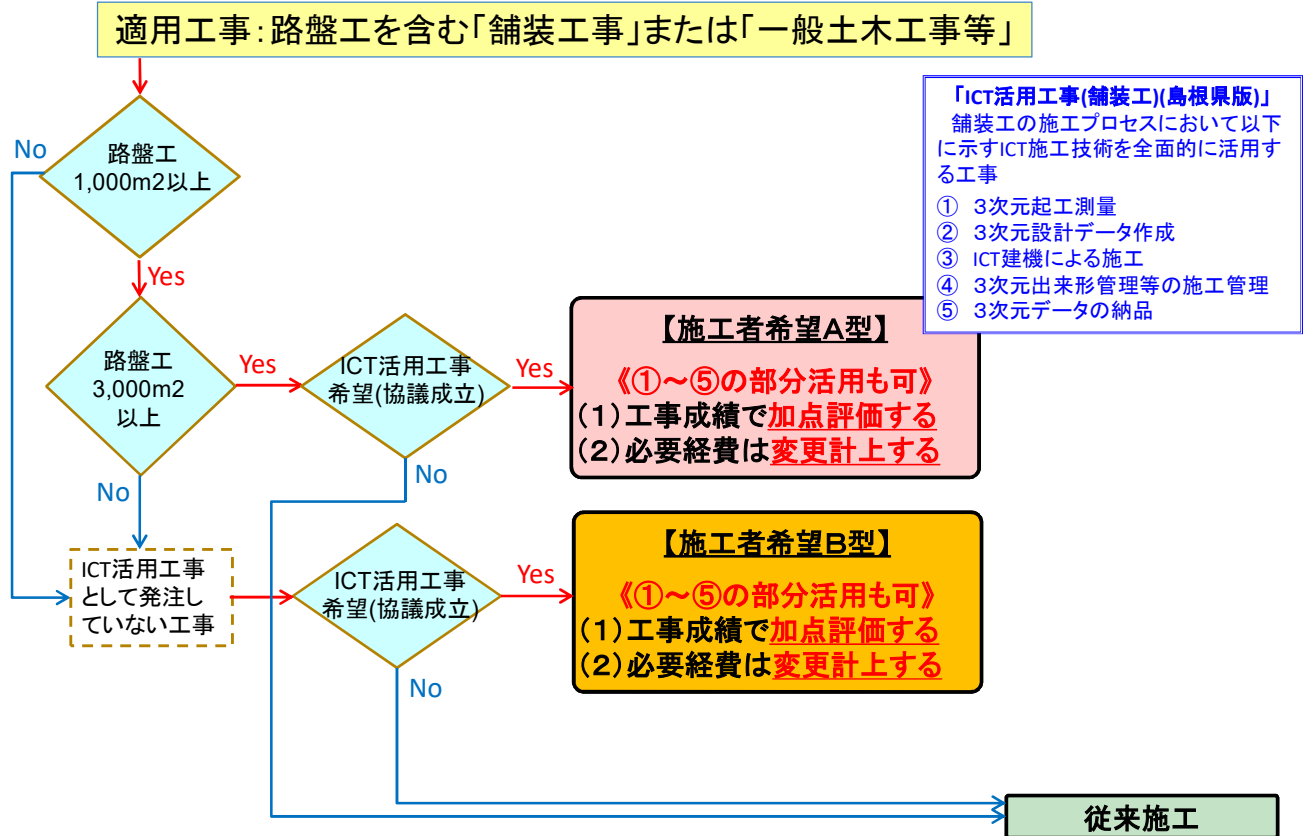 適用工事：路盤工を含む「舗装工事」または「一般土木工事等」
「ICT活用工事(舗装工)(島根県版)」
舗装工の施工プロセスにおいて以下
に示すICT施工技術を全面的に活用す
る工事
① ３次元起工測量
② ３次元設計データ作成
③ ICT建機による施工
④ ３次元出来形管理等の施工管理
⑤ ３次元データの納品
No
路盤工
1,000m2以上
Yes
路盤工
3,000m2
以上
Yes
ICT活用工事
希望(協議成立)
Yes
【施工者希望Ａ型】
《①～⑤の部分活用も可》
(１)工事成績で加点評価する
(２)必要経費は変更計上する
No
No
ICT活用工事
として発注し
ていない工事
ICT活用工事
希望(協議成立)
Yes
【施工者希望Ｂ型】
《①～⑤の部分活用も可》
(１)工事成績で加点評価する
(２)必要経費は変更計上する
No
従来施工